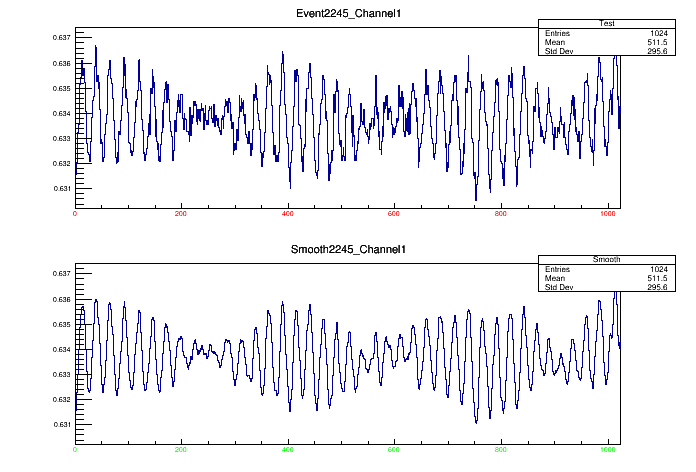 Event2245_Channel1
Test
Entries 1024
Mean 511.5
Std Dev 295.6
0.637
0.636
0.635
0.634
0.633
0.632
0.631
0 200 400 600 800 1000
Smooth2245_Channel1
Smooth
Entries 1024
Mean 511.5
Std Dev 295.6
0.637
0.636
0.635
0.634
0.633
0.632
0.631
0 200 400 600 800 1000